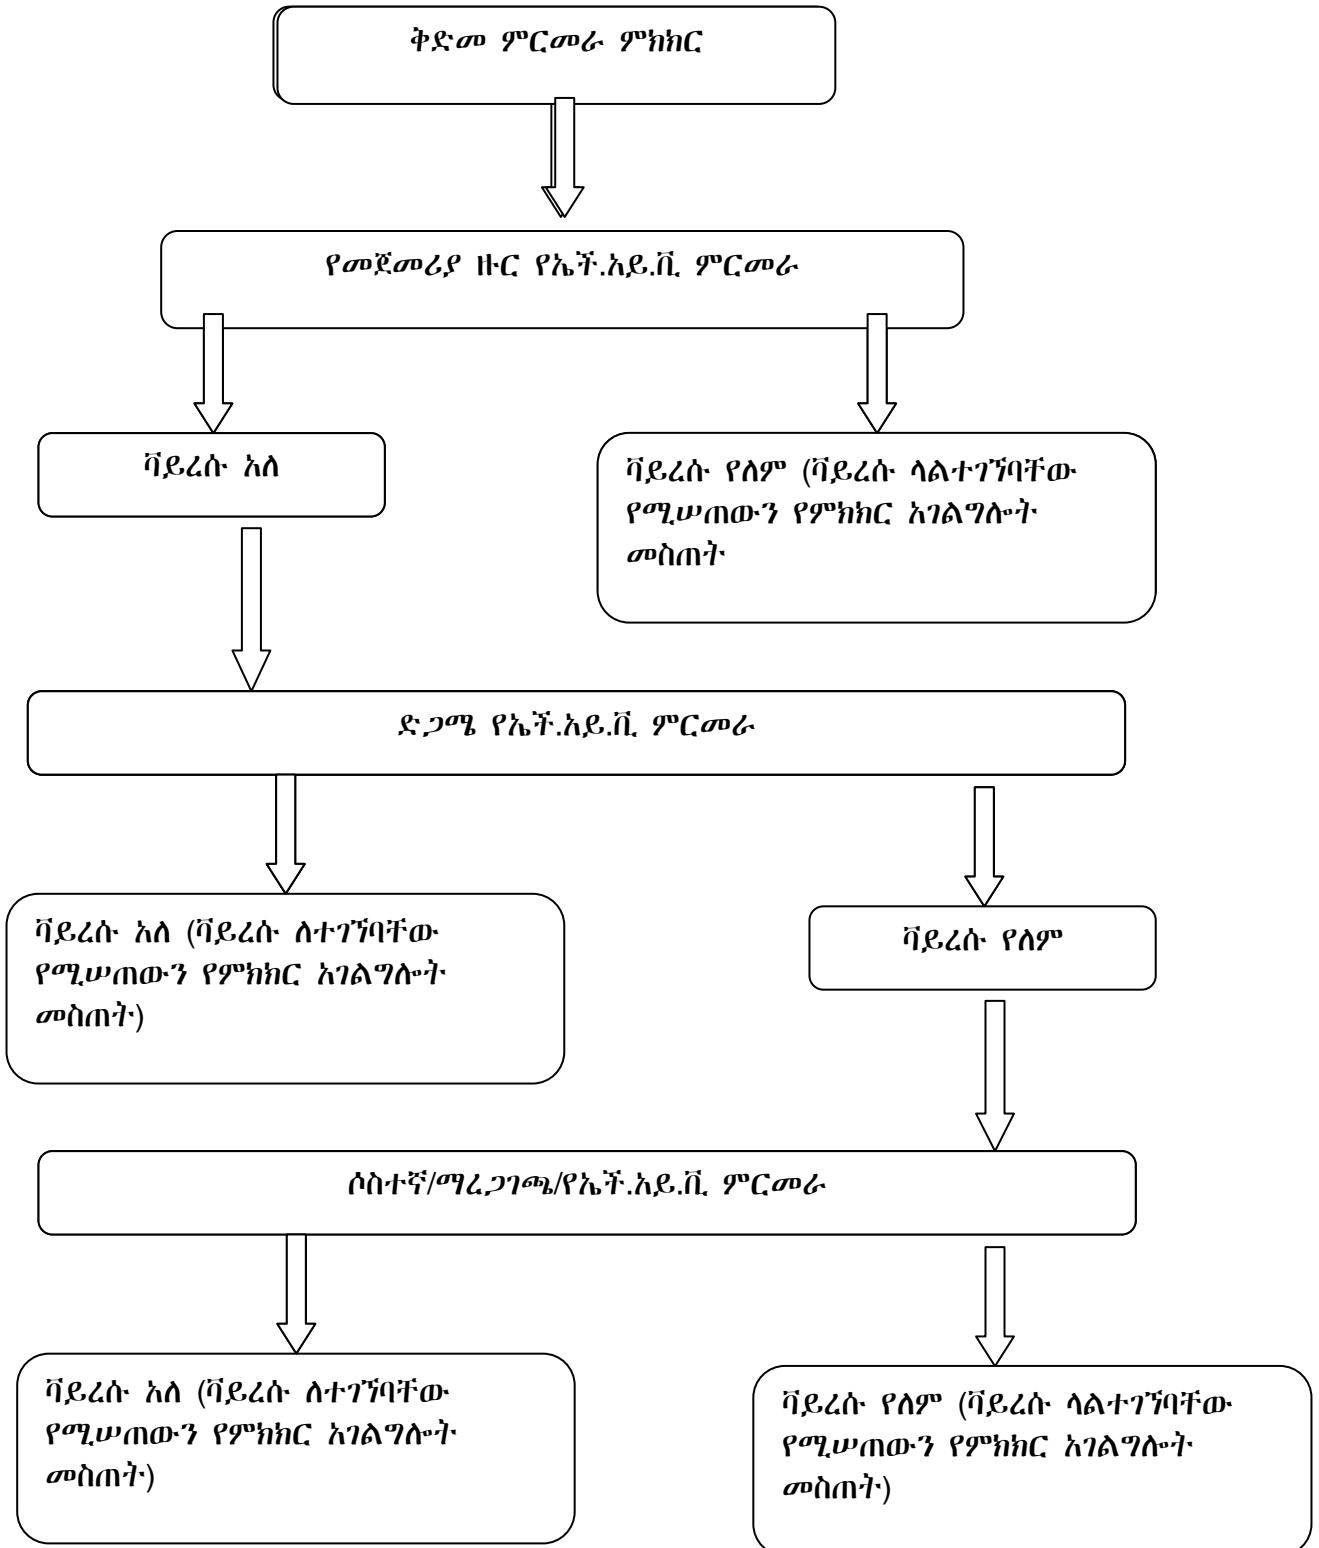 ቅድመ ምርመራ ምክክር
የመጀመሪያ ዙር የኤች.አይ.ቪ ምርመራ
ቫይረሱ አለ
ቫይረሱ የለም (ቫይረሱ ላልተገኘባቸው
የሚሠጠውን የምክክር አገልግሎት
መስጠት
ድጋሜ የኤች.አይ.ቪ ምርመራ
ቫይረሱ አለ (ቫይረሱ ለተገኘባቸው
የሚሠጠውን የምክክር አገልግሎት
መስጠት)
ቫይረሱ የለም
ሶስተኛ/ማረጋገጫ/የኤች.አይ.ቪ ምርመራ
ቫይረሱ አለ (ቫይረሱ ለተገኘባቸው
የሚሠጠውን የምክክር አገልግሎት
መስጠት)
ቫይረሱ የለም (ቫይረሱ ላልተገኘባቸው
የሚሠጠውን የምክክር አገልግሎት
መስጠት)